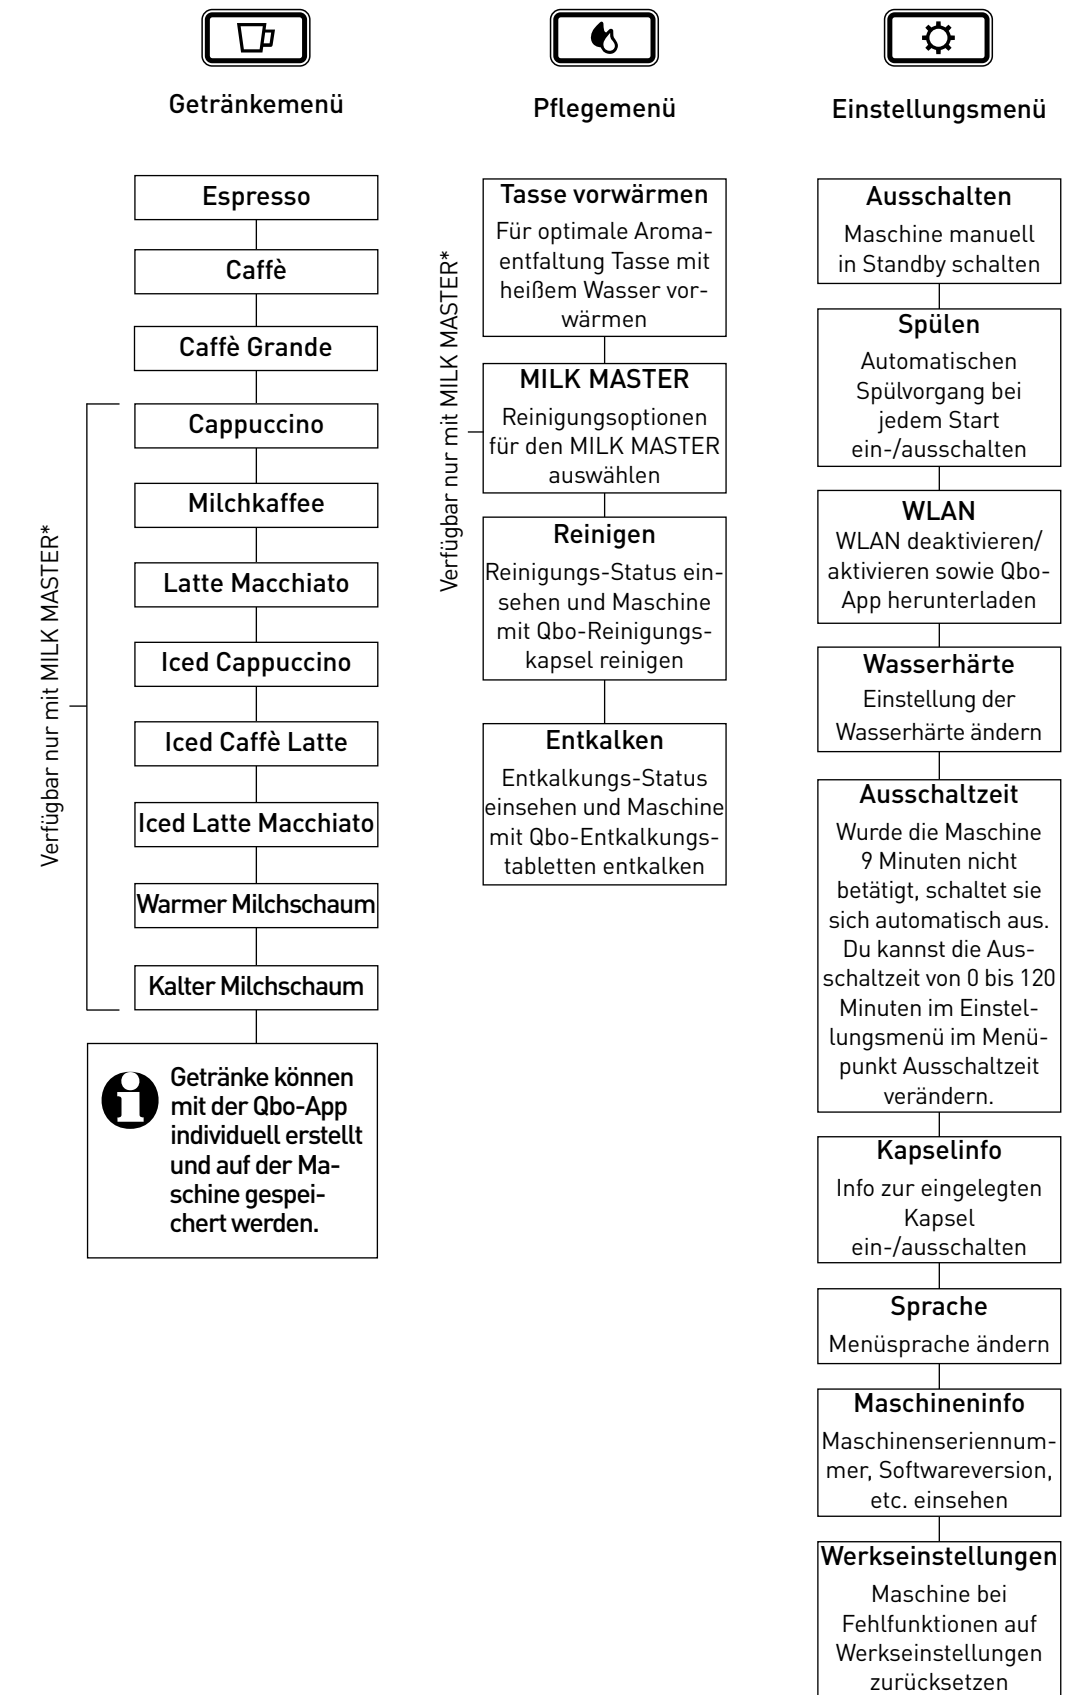 Getränkemenü
Espresso
Caffè
Caffè Grande
Cappuccino
Milchkaffee
Latte Macchiato
Iced Cappuccino
Iced Caffè Latte
Iced Latte Macchiato
Warmer Milchschaum
Kalter Milchschaum
Verfügbar nur mit MILK MASTER*
Getränke können
mit der Qbo-App
individuell erstellt
und auf der Ma-
schine gespei-
chert werden.
Pflegemenü
Tasse vorwärmen
Für optimale Aroma-
entfaltung Tasse mit
heißem Wasser vor-
wärmen
Verfügbar nur mit MILK MASTER*
MILK MASTER
Reinigungsoptionen
für den MILK MASTER
auswählen
Reinigen
Reinigungs-Status ein-
sehen und Maschine
mit Qbo-Reinigungs-
kapsel reinigen
Entkalken
Entkalkungs-Status
einsehen und Maschine
mit Qbo-Entkalkungs-
tabletten entkalken
Einstellungsmenü
Ausschalten
Maschine manuell
in Standby schalten
Spülen
Automatischen
Spülvorgang bei
jedem Start
ein-/ausschalten
WLAN
WLAN deaktivieren/
aktivieren sowie Qbo-
App herunterladen
Wasserhärte
Einstellung der
Wasserhärte ändern
Ausschaltzeit
Wurde die Maschine
9 Minuten nicht
betätigt, schaltet sie
sich automatisch aus.
Du kannst die Aus-
schaltzeit von 0 bis 120
Minuten im Einstel-
lungsmenü im Menü-
punkt Ausschaltzeit
verändern.
Kapselinfo
Info zur eingelegten
Kapsel
ein-/ausschalten
Sprache
Menüsprache ändern
Maschineninfo
Maschinenseriennum-
mer, Softwareversion,
etc. einsehen
Werkseinstellungen
Maschine bei
Fehlfunktionen auf
Werkseinstellungen
zurücksetzen